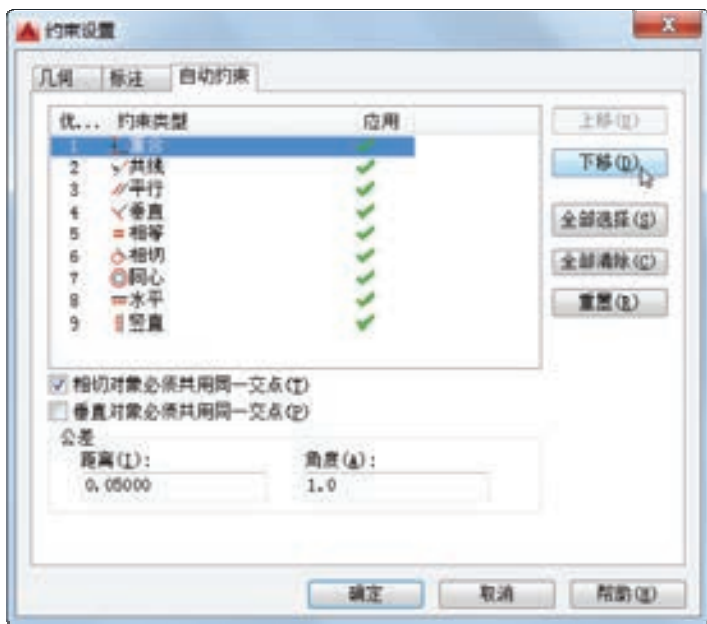 约束设置
几何 标注 自动约束
优... 约束类型 应用
1 重合
2 共线
3 平行
4 垂直
5 相等
6 相切
7 同心
8 水平
9 竖直
上移(U)
下移(D)
全部选择(S)
全部清除(C)
重置(R)
相切对象必须共用同一交点(T)
垂直对象必须共用同一交点(P)
公差
距离(I): 角度(A):
0.05000 1.0
确定 取消 帮助(H)